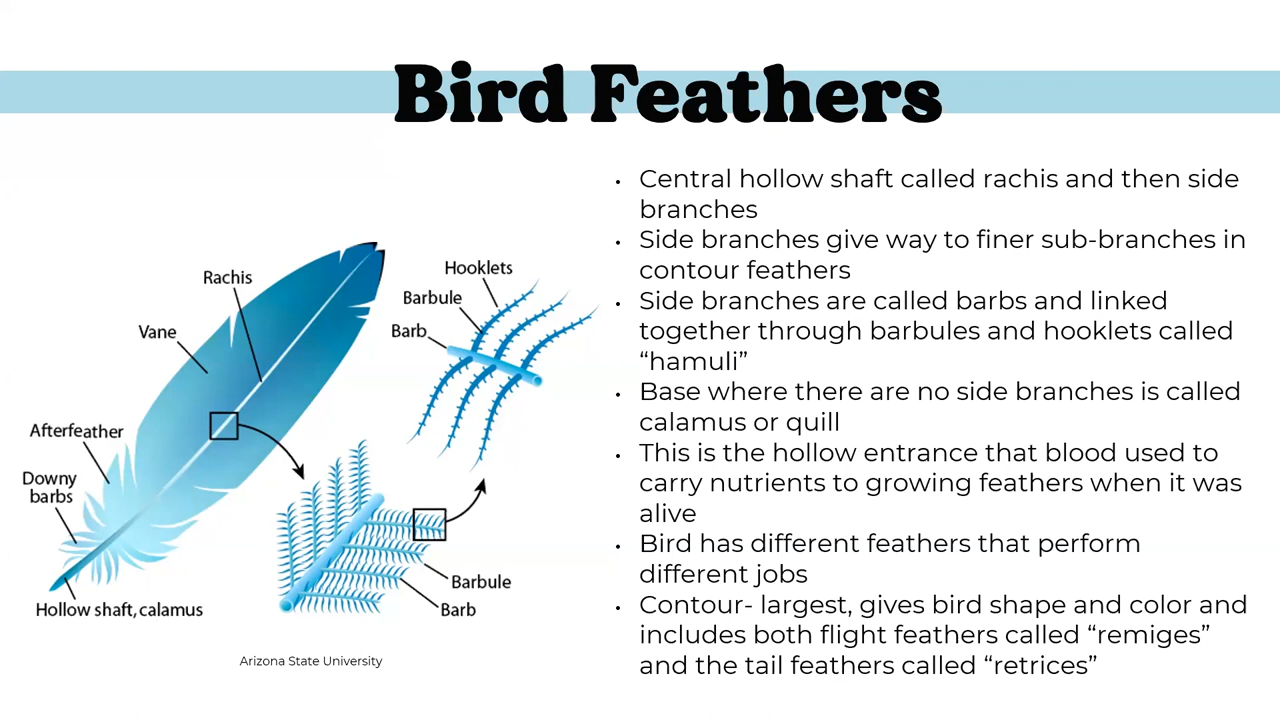 Bird Feathers
Rachis
Vane
Afterfeather
Downy
barbs
Hollow shaft, calamus
Hooklets
Barbule
Barb
Barbule
Barb
Arizona State University
• Central hollow shaft called rachis and then side
branches
• Side branches give way to finer sub-branches in
contour feathers
• Side branches are called barbs and linked
together through barbules and hooklets called
“hamuli”
• Base where there are no side branches is called
calamus or quill
• This is the hollow entrance that blood used to
carry nutrients to growing feathers when it was
alive
• Bird has different feathers that perform
different jobs
• Contour- largest, gives bird shape and color and
includes both flight feathers called “remiges”
and the tail feathers called “retrices”